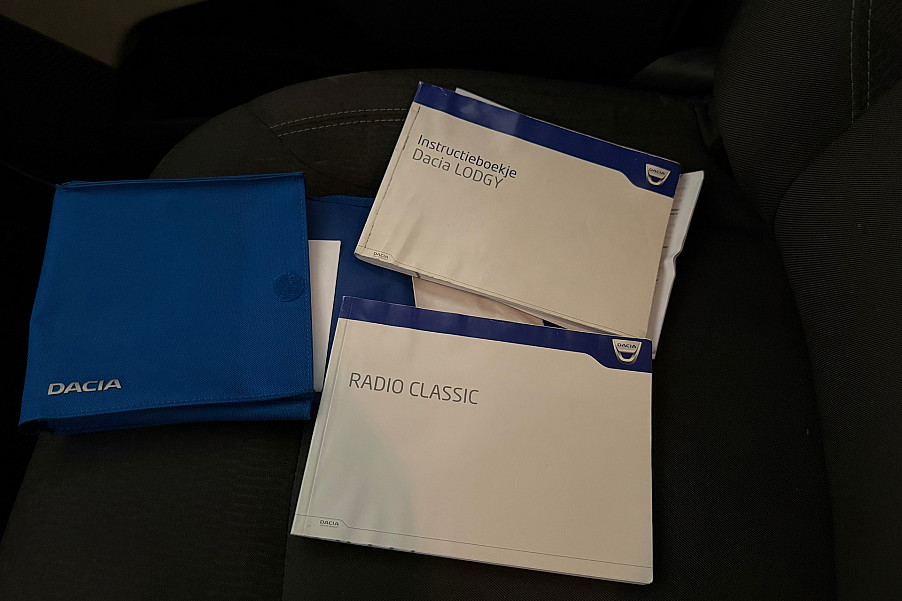 Instructieboekje
Dacia LODGY
DACIA
DACIA
DACIA
RADIO CLASSIC
DACIA
DACIA